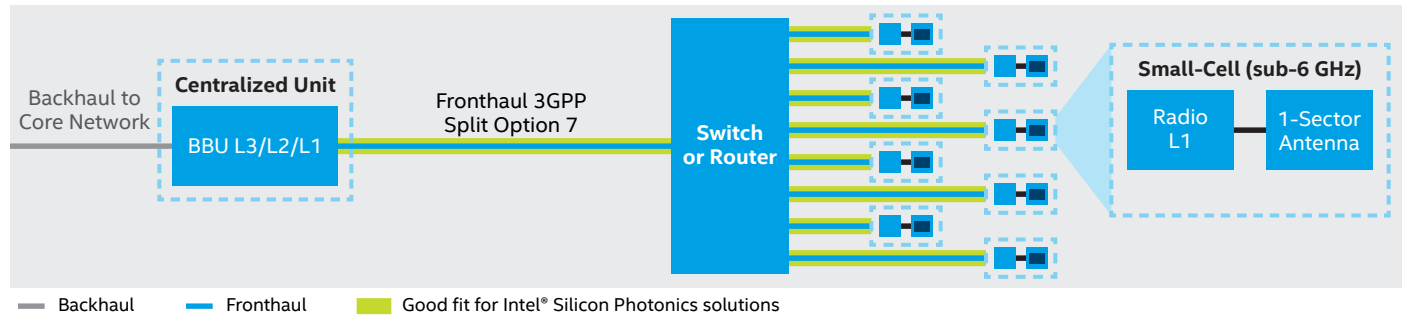 Backhaul to
Core Network
Centralized Unit
BBU L3/L2/L1
Fronthaul 3GPP
Split Option 7
Switch
or Router
Small-Cell (sub-6 GHz)
Radio
L1
1-Sector
Antenna
Backhaul
Fronthaul
Good fit for Intel® Silicon Photonics solutions